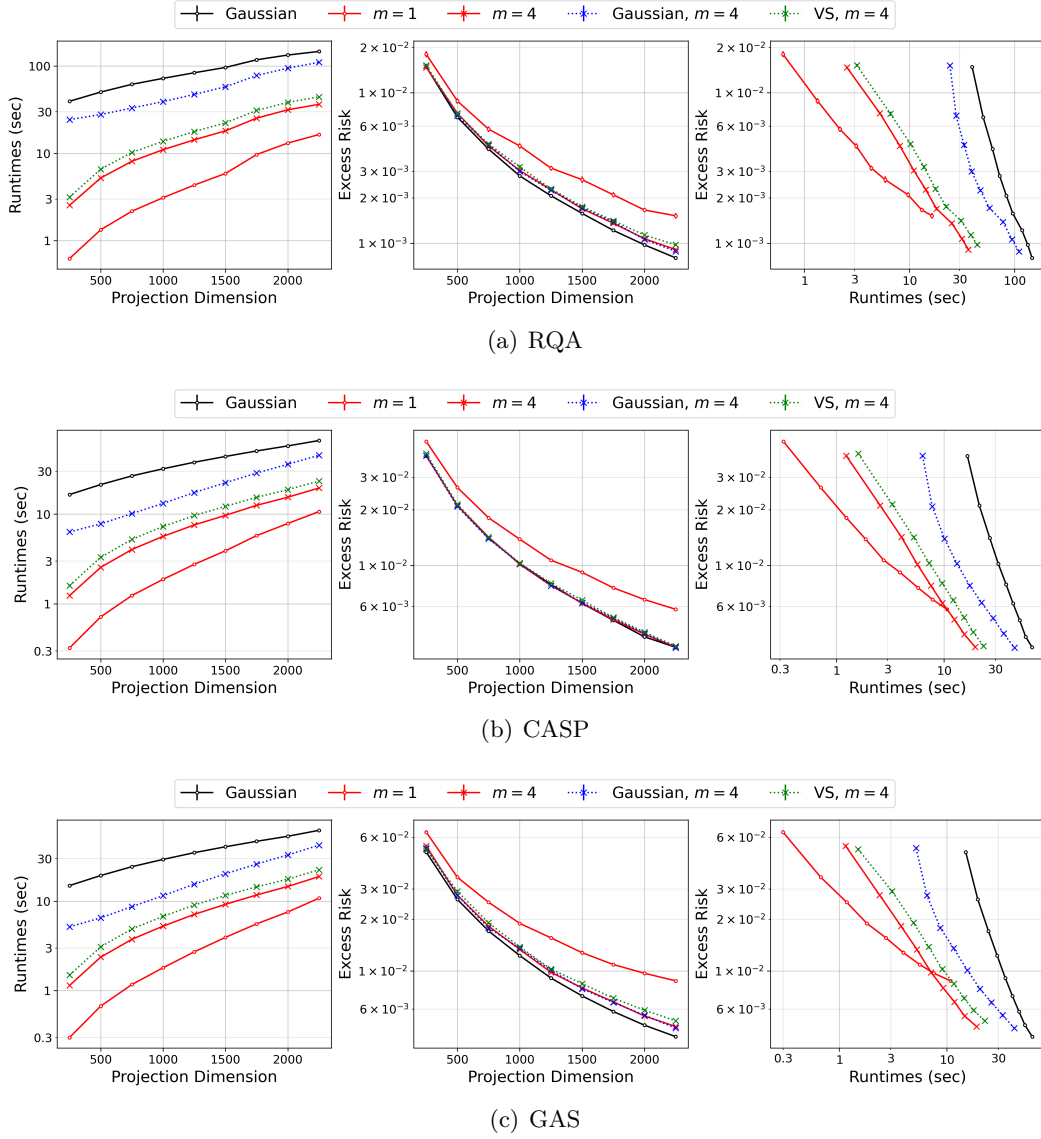 Gaussian m = 1 m = 4 Gaussian, m = 4 VS, m = 4
Runtimes (sec)
100
30
10
3
1
500 1000 1500 2000
Projection Dimension
Excess Risk
2 × 10⁻²
1 × 10⁻²
6 × 10⁻³
3 × 10⁻³
2 × 10⁻³
1 × 10⁻³
500 1000 1500 2000
Projection Dimension
Excess Risk
2 × 10⁻²
1 × 10⁻²
6 × 10⁻³
3 × 10⁻³
2 × 10⁻³
1 × 10⁻³
1 3 10 30 100
Runtimes (sec)
(a) RQA
Gaussian m = 1 m = 4 Gaussian, m = 4 VS, m = 4
Runtimes (sec)
30
10
3
1
0.3
500 1000 1500 2000
Projection Dimension
Excess Risk
3 × 10⁻²
2 × 10⁻²
1 × 10⁻²
6 × 10⁻³
500 1000 1500 2000
Projection Dimension
Excess Risk
3 × 10⁻²
2 × 10⁻²
1 × 10⁻²
6 × 10⁻³
0.3 1 3 10 30
Runtimes (sec)
(b) CASP
Gaussian m = 1 m = 4 Gaussian, m = 4 VS, m = 4
Runtimes (sec)
30
10
3
1
0.3
500 1000 1500 2000
Projection Dimension
Excess Risk
6 × 10⁻²
3 × 10⁻²
2 × 10⁻²
1 × 10⁻²
6 × 10⁻³
500 1000 1500 2000
Projection Dimension
Excess Risk
6 × 10⁻²
3 × 10⁻²
2 × 10⁻²
1 × 10⁻²
6 × 10⁻³
0.3 1 3 10 30
Runtimes (sec)
(c) GAS